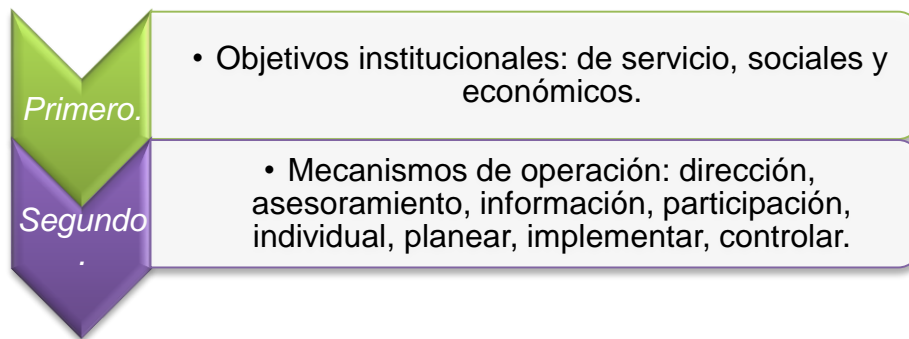 Primero.
• Objetivos institucionales: de servicio, sociales y
económicos.
Segundo
.
• Mecanismos de operación: dirección,
asesoramiento, información, participación,
individual, planear, implementar, controlar.